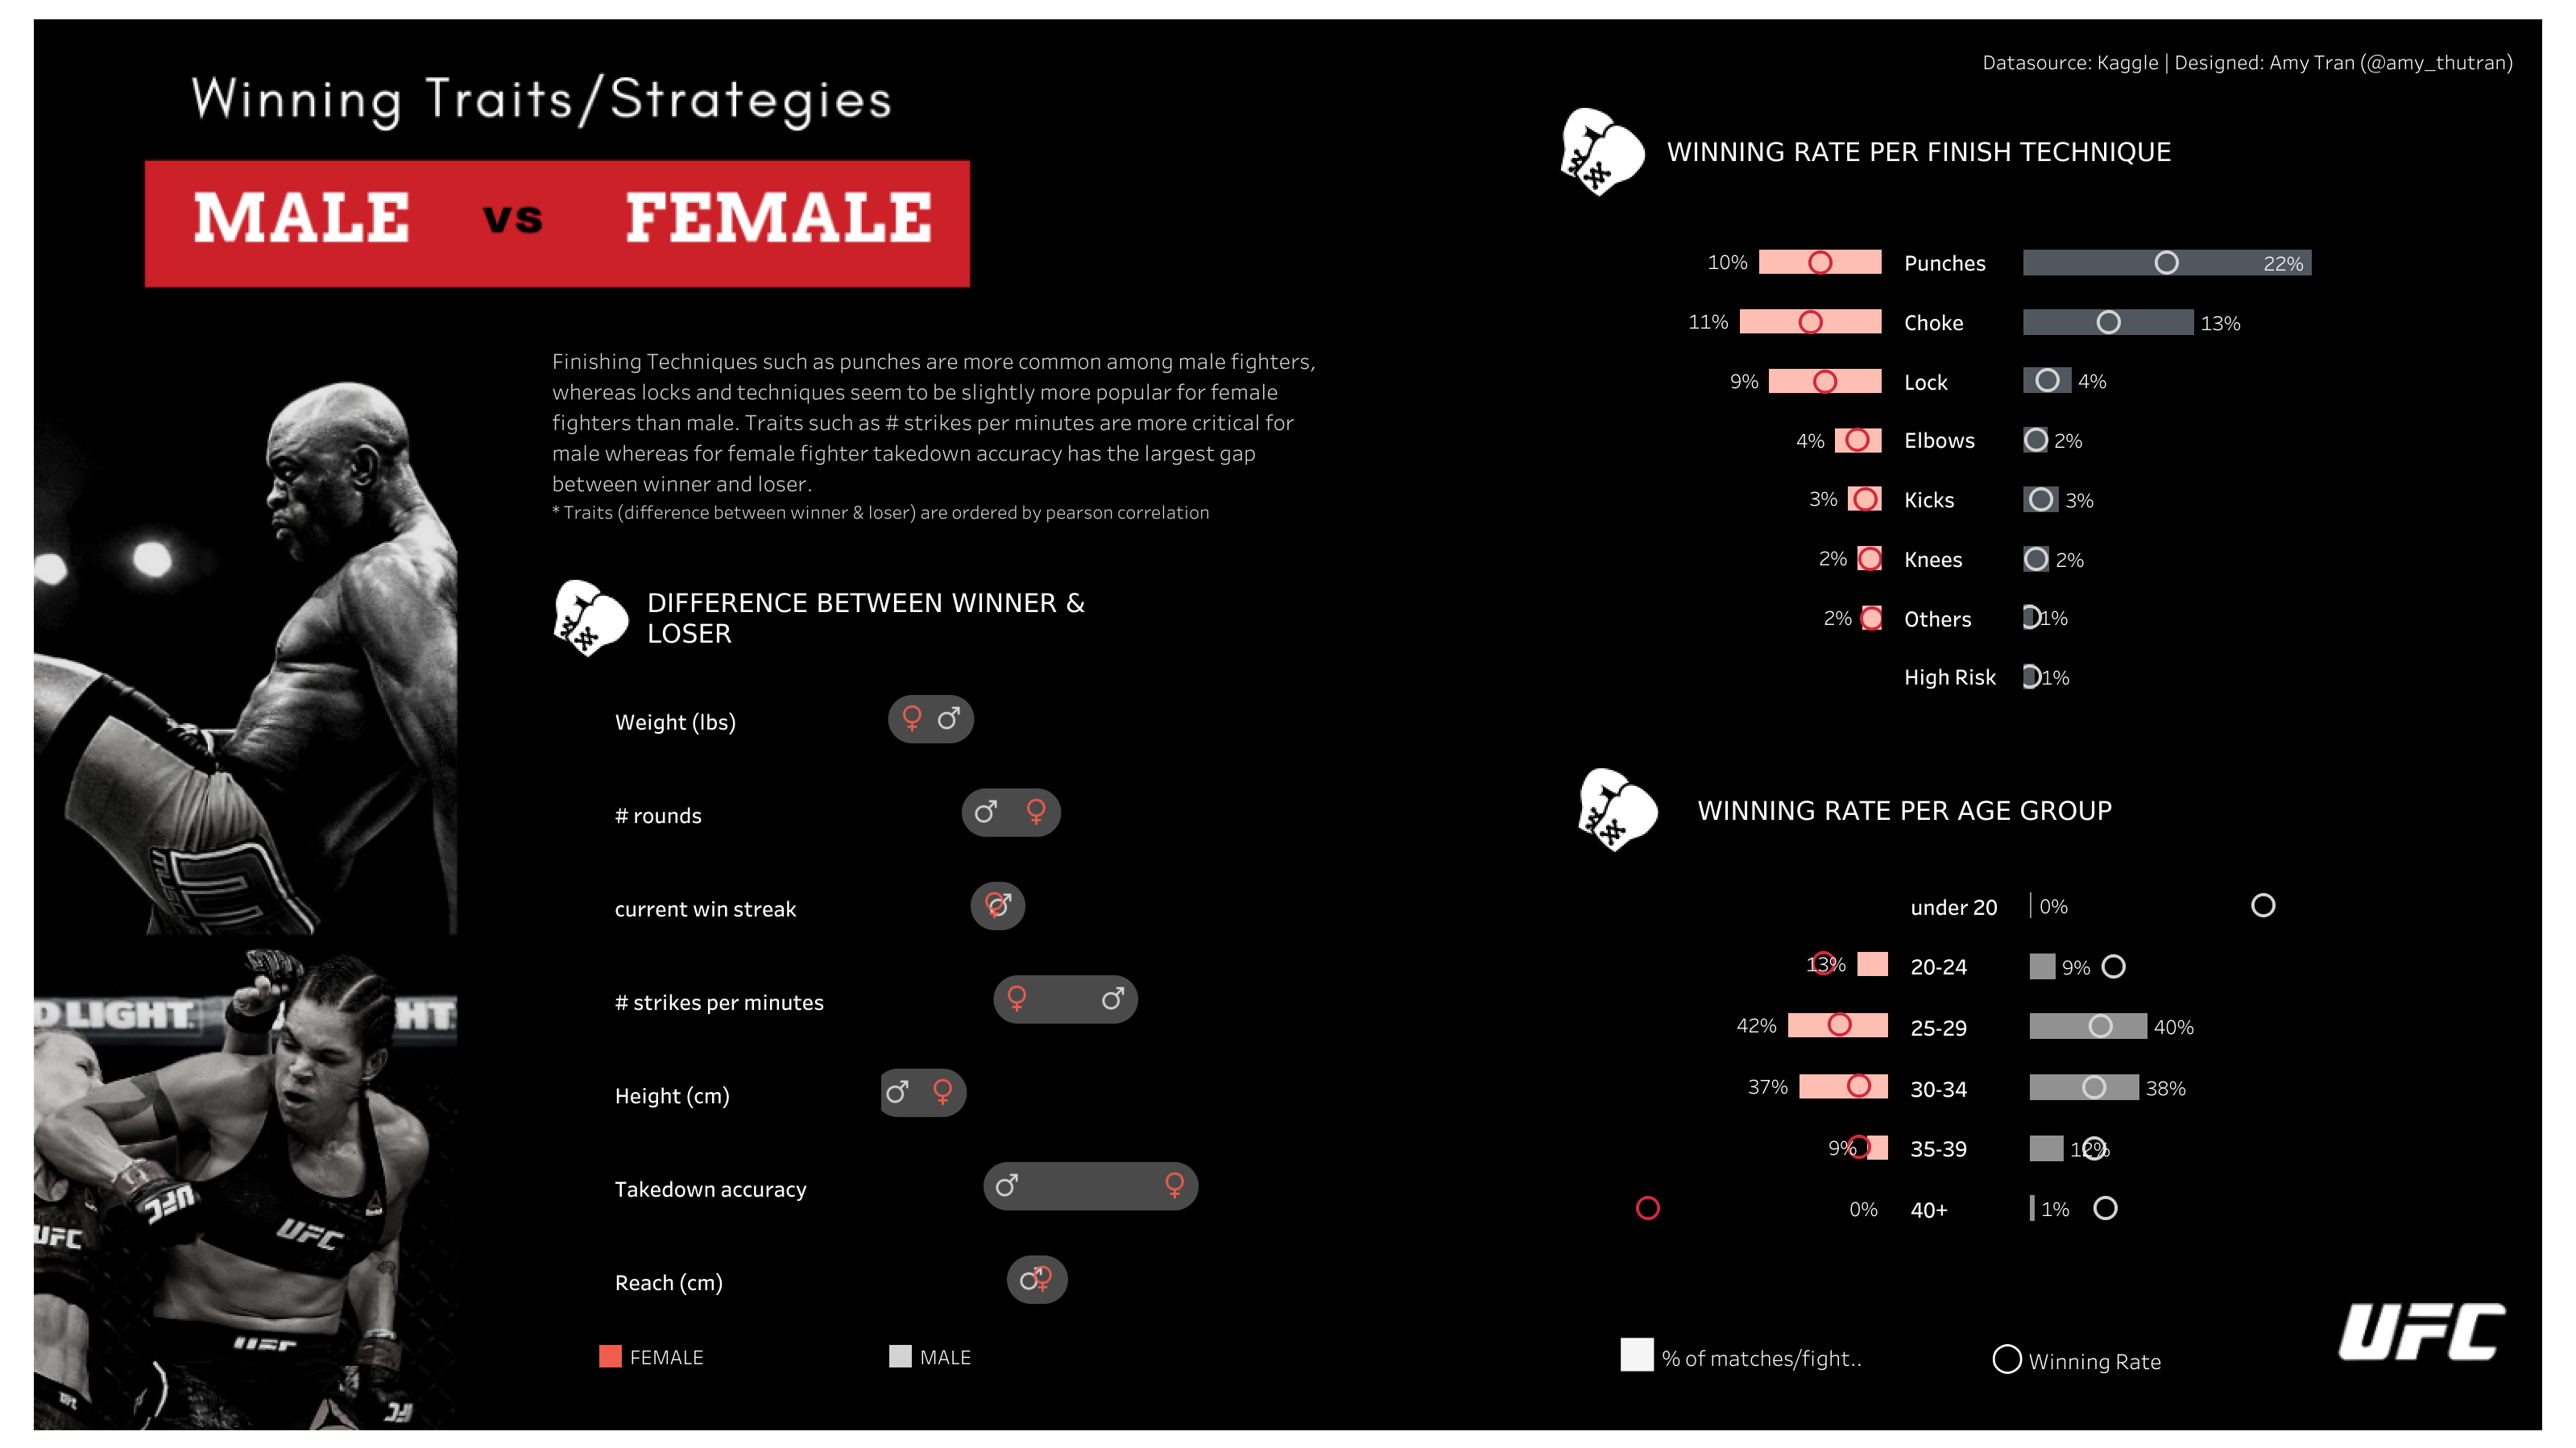 Datasource: Kaggle | Designed: Amy Tran (@amy_thutran)
Winning Traits/Strategies
MALE vs FEMALE
Finishing Techniques such as punches are more common among male fighters,
whereas locks and techniques seem to be slightly more popular for female
fighters than male. Traits such as # strikes per minutes are more critical for
male whereas for female fighter takedown accuracy has the largest gap
between winner and loser.
* Traits (difference between winner & loser) are ordered by pearson correlation
DIFFERENCE BETWEEN WINNER &
LOSER
Weight (lbs)
# rounds
current win streak
# strikes per minutes
Height (cm)
Takedown accuracy
Reach (cm)
FEMALE MALE
WINNING RATE PER FINISH TECHNIQUE
10% Punches 22%
11% Choke 13%
9% Lock 4%
4% Elbows 2%
3% Kicks 3%
2% Knees 2%
2% Others 1%
High Risk 1%
WINNING RATE PER AGE GROUP
under 20 0%
13% 20-24 9%
42% 25-29 40%
37% 30-34 38%
9% 35-39 12%
0% 40+ 1%
% of matches/fight.. Winning Rate
UFC
LIGHT
HT
UFC
UFC
UFC
UFC